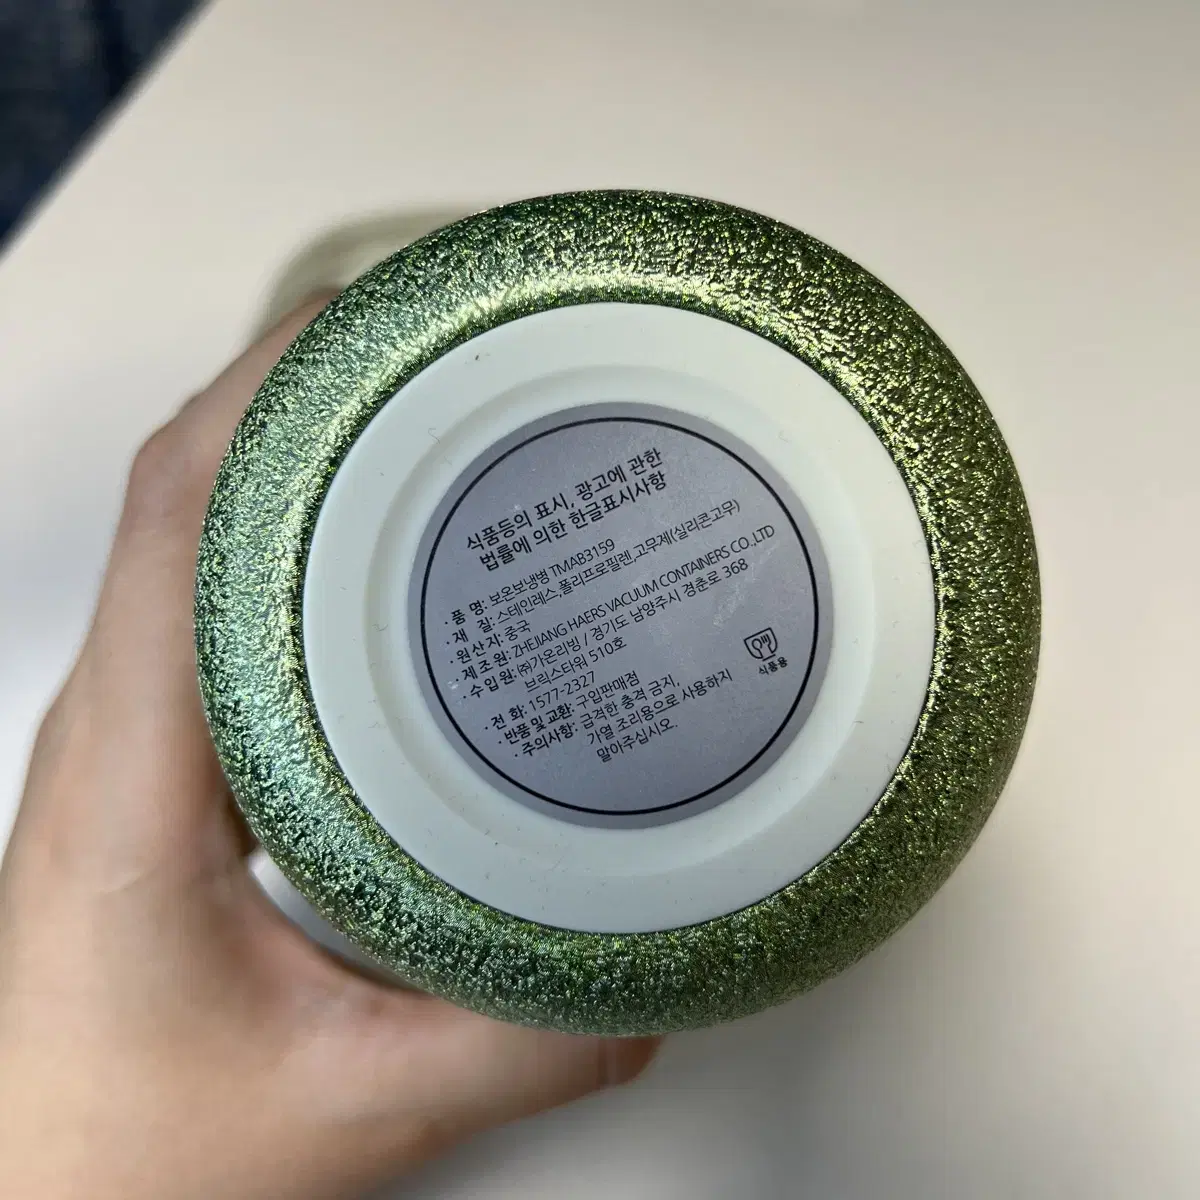 식품등의 표시, 광고에 관한
법률에 의한 한글표시사항
· 품 명: 보온보냉병 TMAB3159
· 재 질: 스테인레스,폴리프로필렌,고무제(실리콘고무)
· 원산지: 중국
· 제조원: ZHEJIANG HAERS VACUUM CONTAINERS CO.,LTD
· 수입원: ㈜가온리빙 / 경기도 남양주시 경춘로 368
브릭스타워 510호
· 전 화: 1577-2327
· 반품 및 교환: 구입판매점
· 주의사항: 급격한 충격 금지,
가열 조리용으로 사용하지
말아주십시오.
식품용